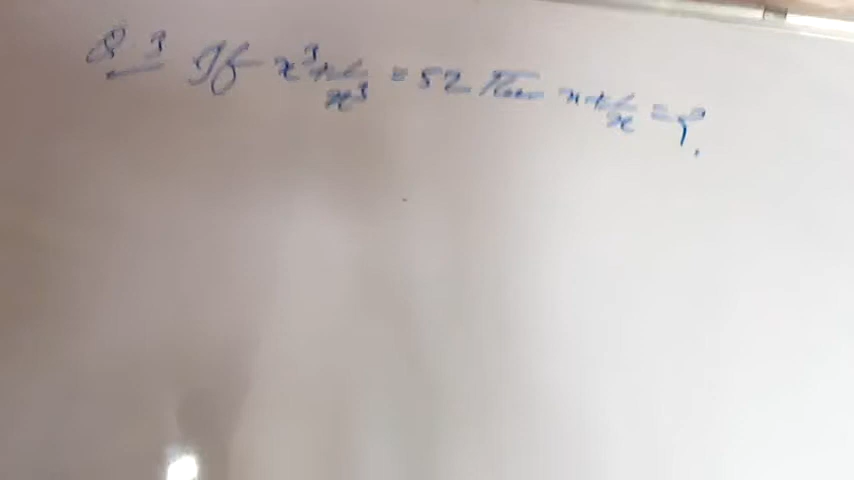 Q 3 If x³+1/x³ = 52 Then x+1/x = ?